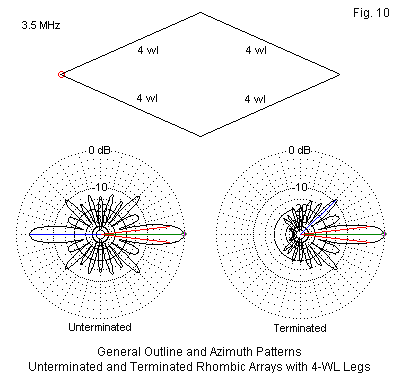 Fig. 10
3.5 MHz
4 wl
4 wl
4 wl
4 wl
0 dB
-10
0 dB
-10
Unterminated
Terminated
General Outline and Azimuth Patterns
Unterminated and Terminated Rhombic Arrays with 4-WL Legs